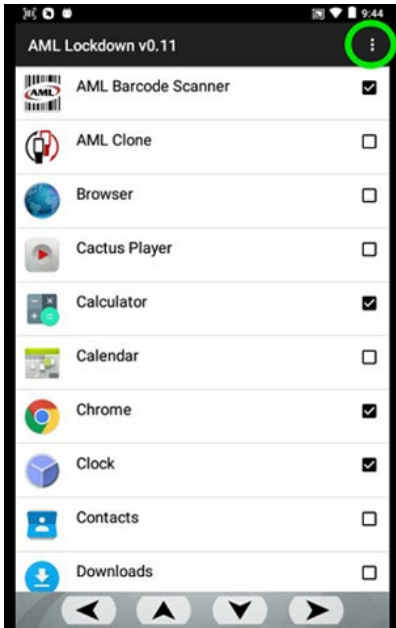 9:44
AML Lockdown v0.11
AML
AML Barcode Scanner
AML Clone
Browser
Cactus Player
Calculator
Calendar
Chrome
Clock
Contacts
Downloads